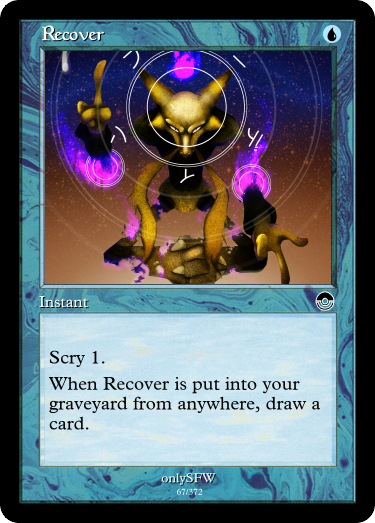 Recover
Instant
Scry 1.
When Recover is put into your
graveyard from anywhere, draw a
card.
onlySFW
67/372